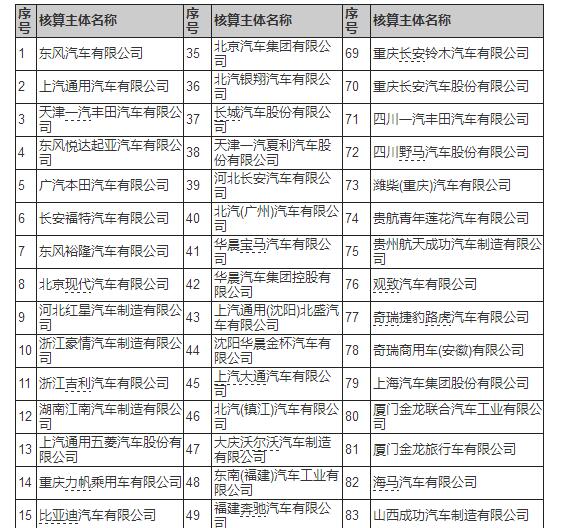 序号 核算主体名称 序号 核算主体名称 序号 核算主体名称
1 东风汽车有限公司 35 北京汽车集团有限公司 69 重庆长安铃木汽车有限公司
2 上汽通用汽车有限公司 36 北汽银翔汽车有限公司 70 重庆长安汽车股份有限公司
3 天津一汽丰田汽车有限公司 37 长城汽车股份有限公司 71 四川一汽丰田汽车有限公司
4 东风悦达起亚汽车有限公司 38 天津一汽夏利汽车股份有限公司 72 四川野马汽车股份有限公司
5 广汽本田汽车有限公司 39 河北长安汽车有限公司 73 潍柴(重庆)汽车有限公司
6 长安福特汽车有限公司 40 北汽(广州)汽车有限公司 74 贵航青年莲花汽车有限公司
7 东风裕隆汽车有限公司 41 华晨宝马汽车有限公司 75 贵州航天成功汽车制造有限公司
8 北京现代汽车有限公司 42 华晨汽车集团控股有限公司 76 观致汽车有限公司
9 河北红星汽车制造有限公司 43 上汽通用(沈阳)北盛汽车有限公司 77 奇瑞捷豹路虎汽车有限公司
10 浙江豪情汽车制造有限公司 44 沈阳华晨金杯汽车有限公司 78 奇瑞商用车(安徽)有限公司
11 浙江吉利汽车有限公司 45 上汽大通汽车有限公司 79 上海汽车集团股份有限公司
12 湖南江南汽车制造有限公司 46 北汽(镇江)汽车有限公司 80 厦门金龙联合汽车工业有限公司
13 上汽通用五菱汽车股份有限公司 47 大庆沃尔沃汽车制造有限公司 81 厦门金龙旅行车有限公司
14 重庆力帆乘用车有限公司 48 东南(福建)汽车工业有限公司 82 海马汽车有限公司
15 比亚迪汽车有限公司 49 福建奔驰汽车有限公司 83 山西成功汽车制造有限公司